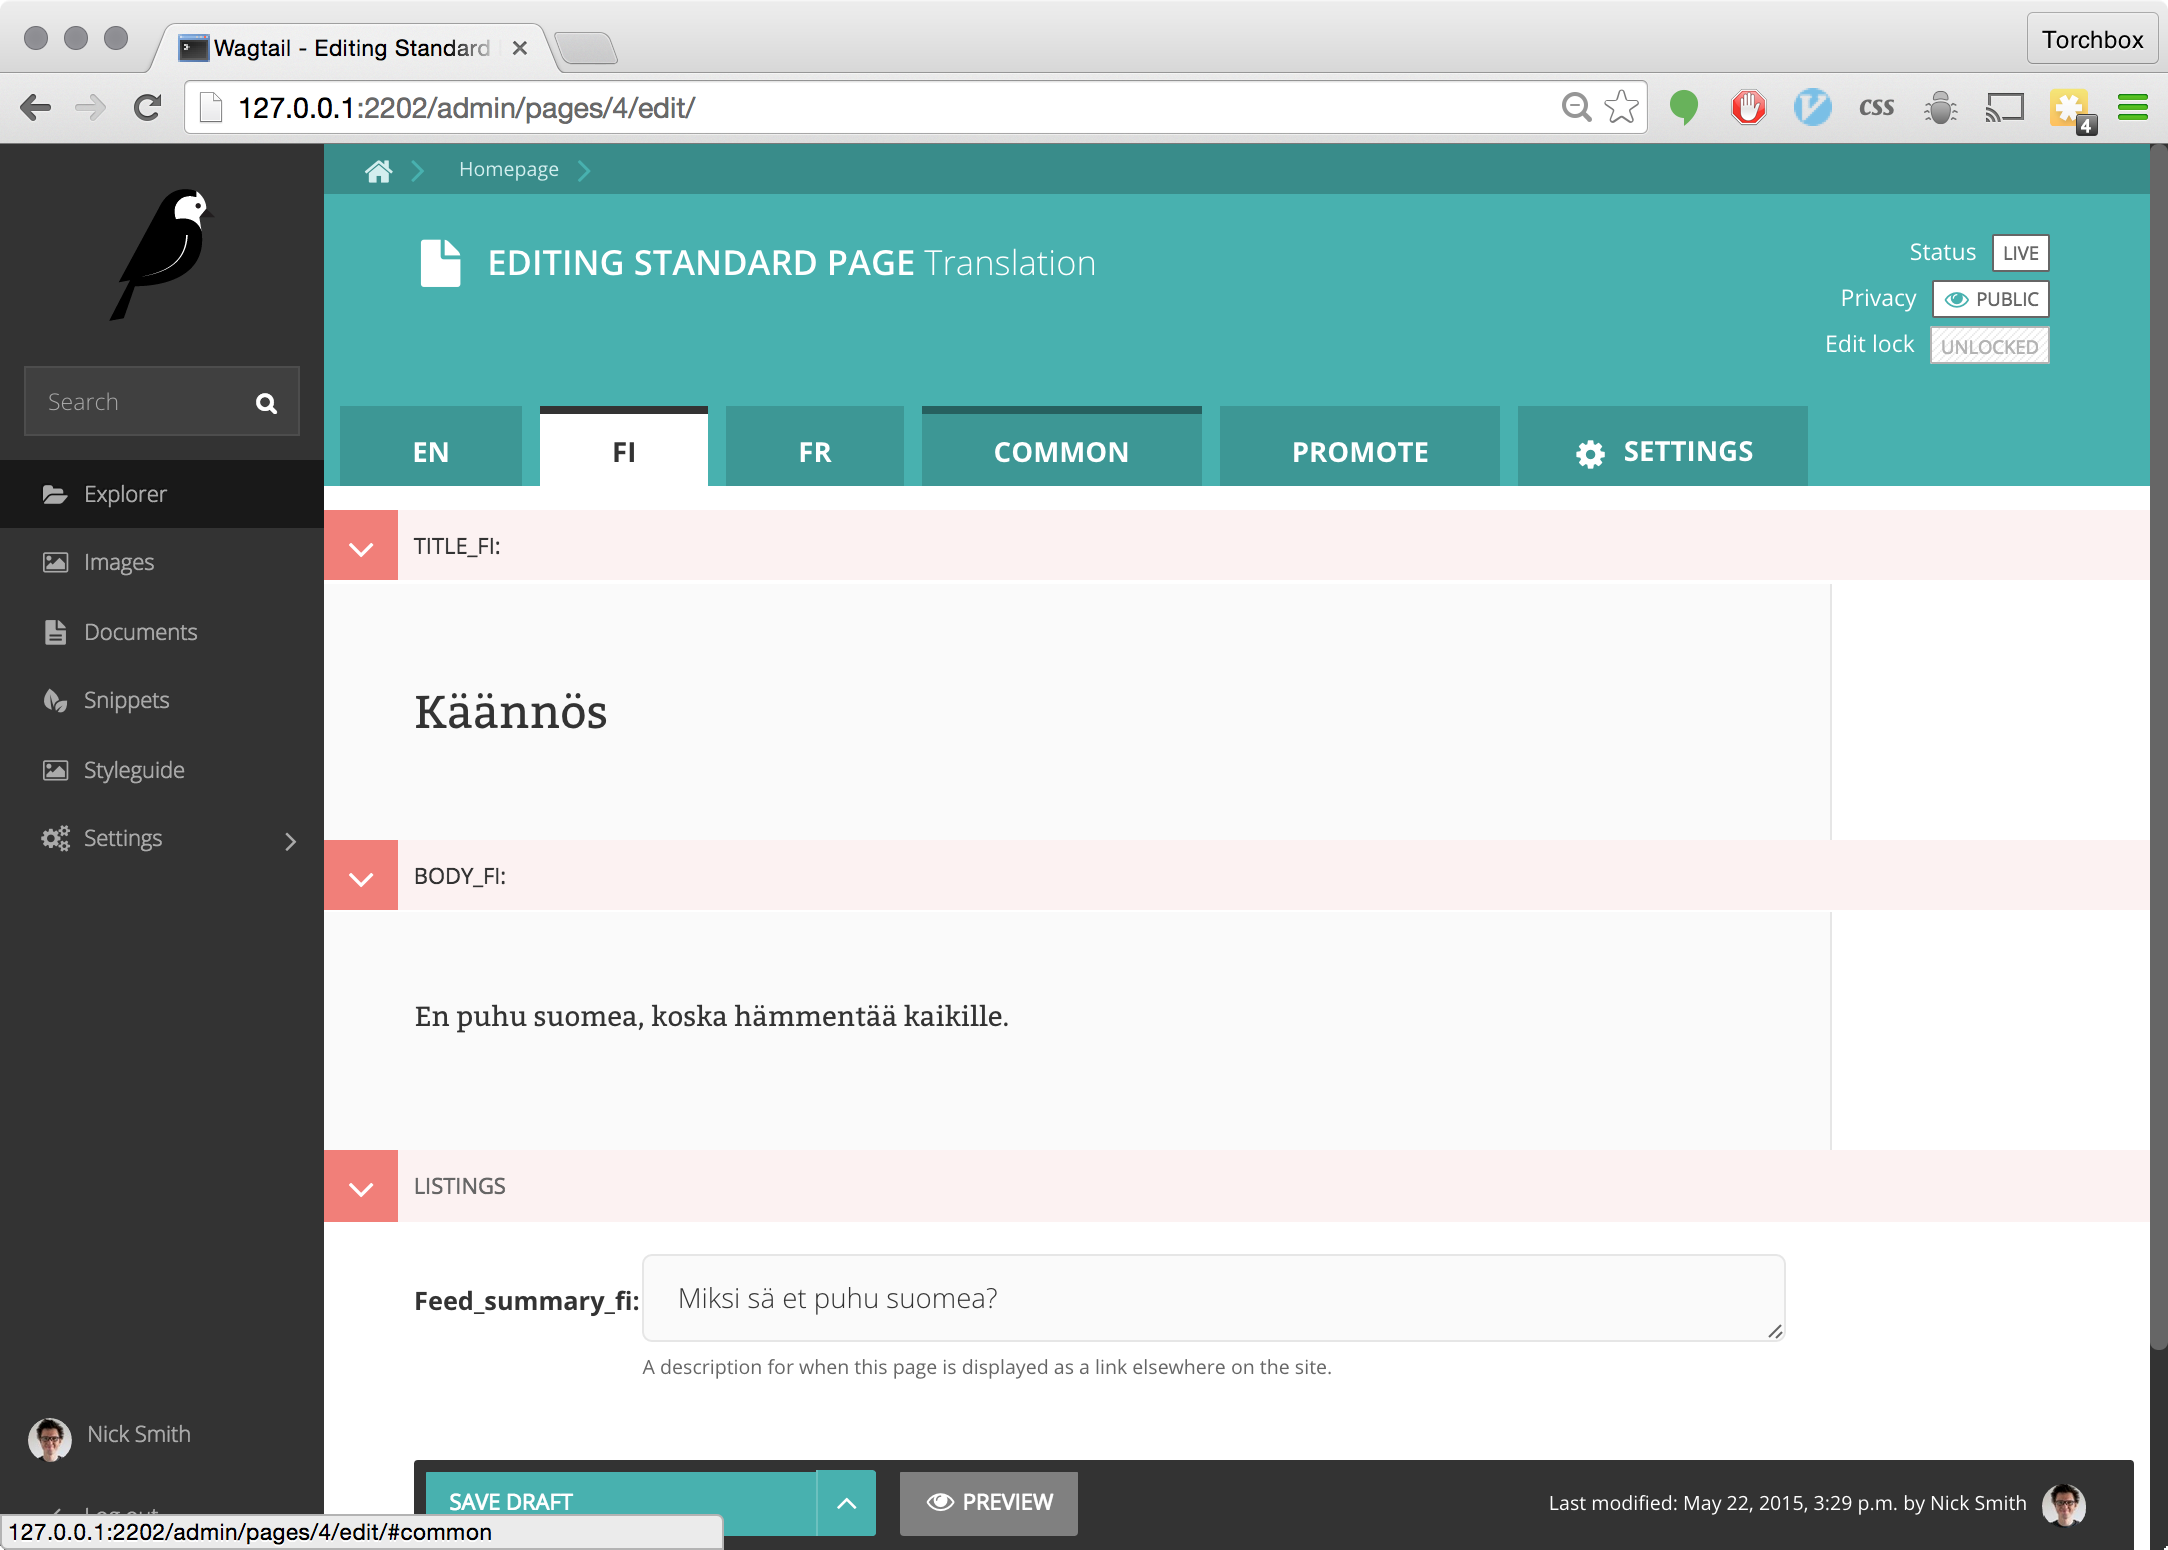 Wagtail - Editing Standard
Torchbox
127.0.0.1:2202/admin/pages/4/edit/
css
4
Homepage
EDITING STANDARD PAGE Translation
Status LIVE
Privacy PUBLIC
Edit lock UNLOCKED
Search
EN
FI
FR
COMMON
PROMOTE
SETTINGS
Explorer
Images
Documents
Snippets
Styleguide
Settings
TITLE_FI:
Käännös
BODY_FI:
En puhu suomea, koska hämmentää kaikille.
LISTINGS
Feed_summary_fi:
Miksi sä et puhu suomea?
A description for when this page is displayed as a link elsewhere on the site.
Nick Smith
Log out
SAVE DRAFT
PREVIEW
Last modified: May 22, 2015, 3:29 p.m. by Nick Smith
127.0.0.1:2202/admin/pages/4/edit/#common